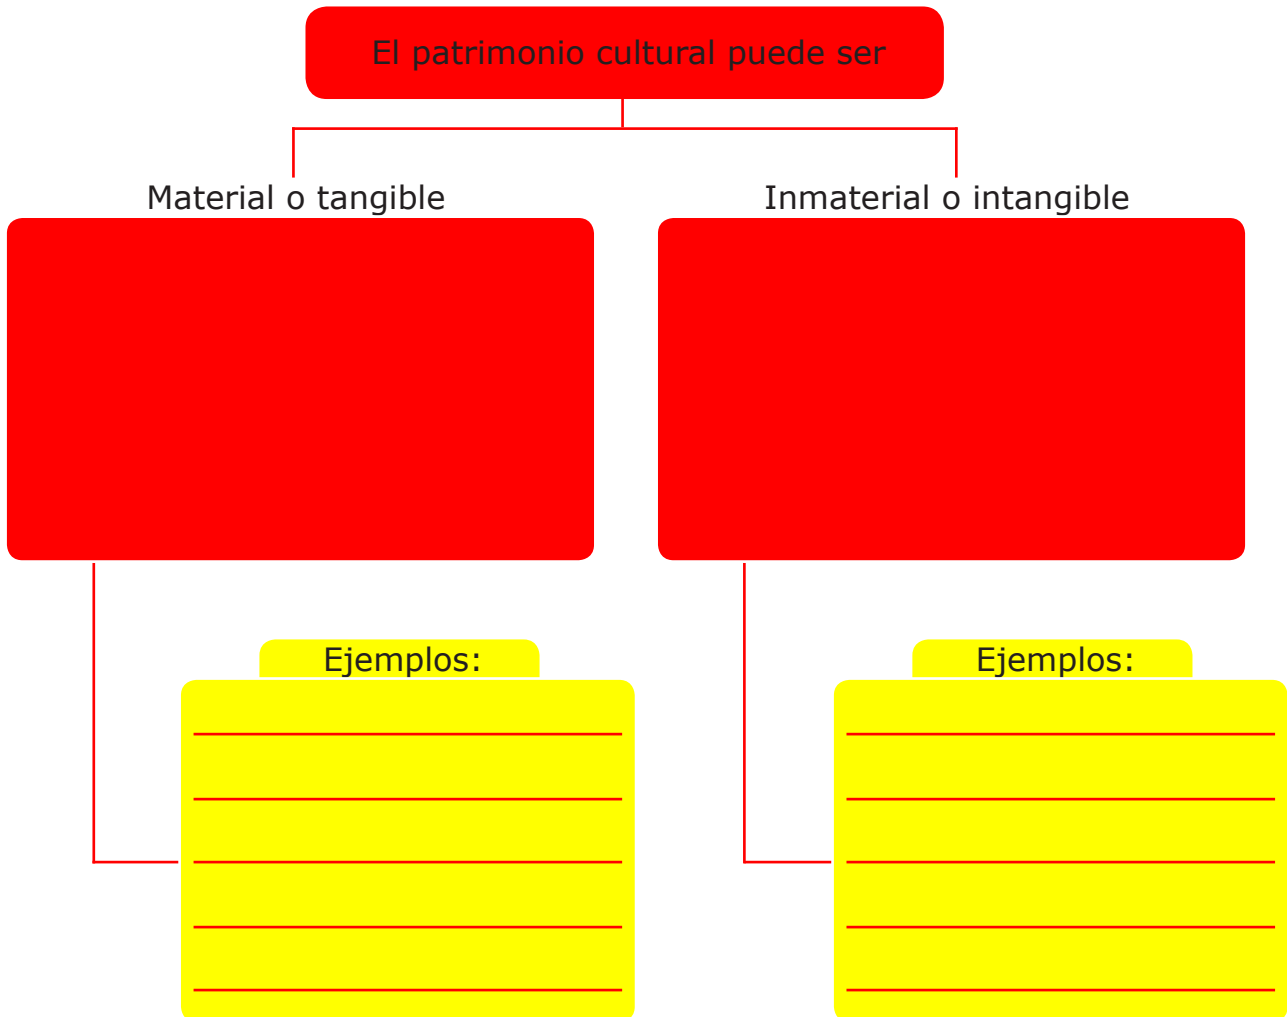 El patrimonio cultural puede ser
Material o tangible
Inmaterial o intangible
Ejemplos:
Ejemplos: